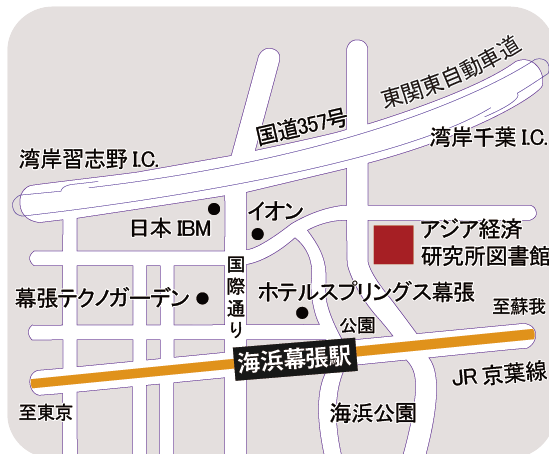 東関東自動車道
国道357号
湾岸千葉 I.C.
湾岸習志野 I.C.
日本 IBM
イオン
アジア経済
研究所図書館
国際通り
幕張テクノガーデン
ホテルスプリングス幕張
至蘇我
公園
海浜幕張駅
JR 京葉線
至東京
海浜公園